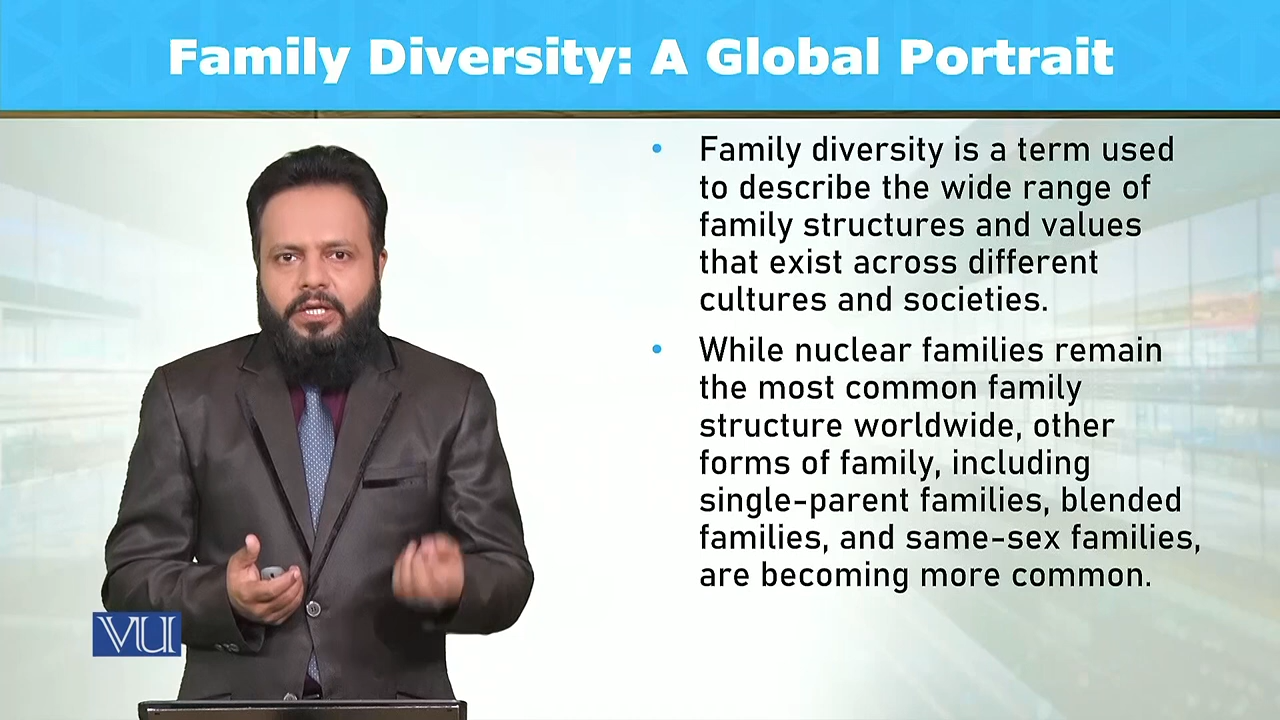 Family Diversity: A Global Portrait
• Family diversity is a term used
to describe the wide range of
family structures and values
that exist across different
cultures and societies.
• While nuclear families remain
the most common family
structure worldwide, other
forms of family, including
single-parent families, blended
families, and same-sex families,
are becoming more common.
VU